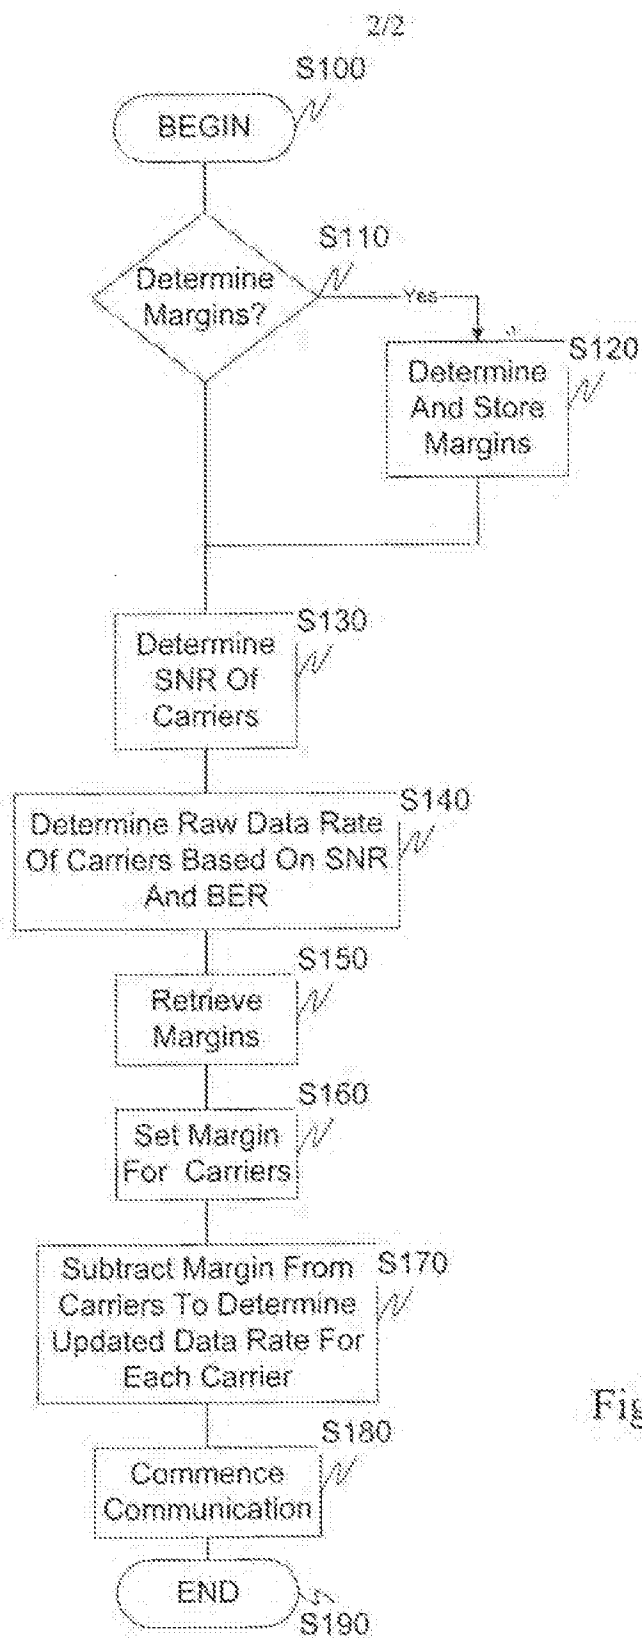 2/2
S100
BEGIN
S110
Determine
Margins?
Yes
S120
Determine
And Store
Margins
S130
Determine
SNR Of
Carriers
S140
Determine Raw Data Rate
Of Carriers Based On SNR
And BER
S150
Retrieve
Margins
S160
Set Margin
For Carriers
S170
Subtract Margin From
Carriers To Determine
Updated Data Rate For
Each Carrier
Fig
S180
Commence
Communication
END
S190